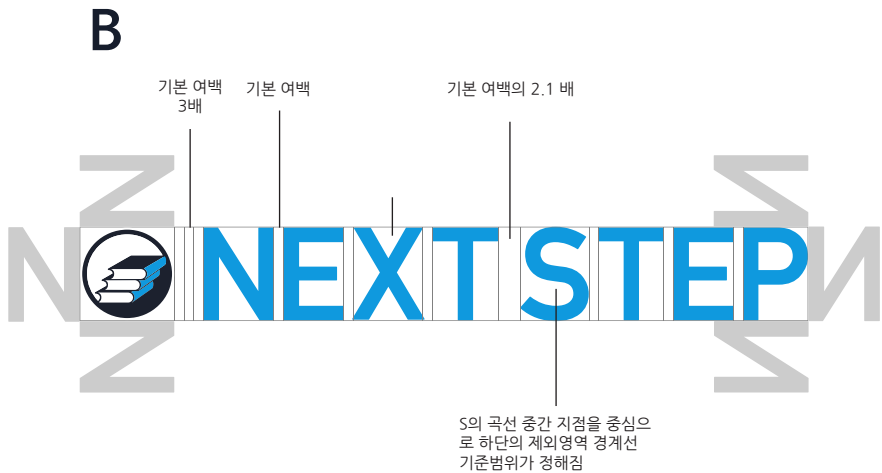 B
기본 여백
3배
기본 여백
기본 여백의 2.1 배
N
N
N
N
N
N
NEXT STEP
S의 곡선 중간 지점을 중심으
로 하단의 제외영역 경계선
기준범위가 정해짐